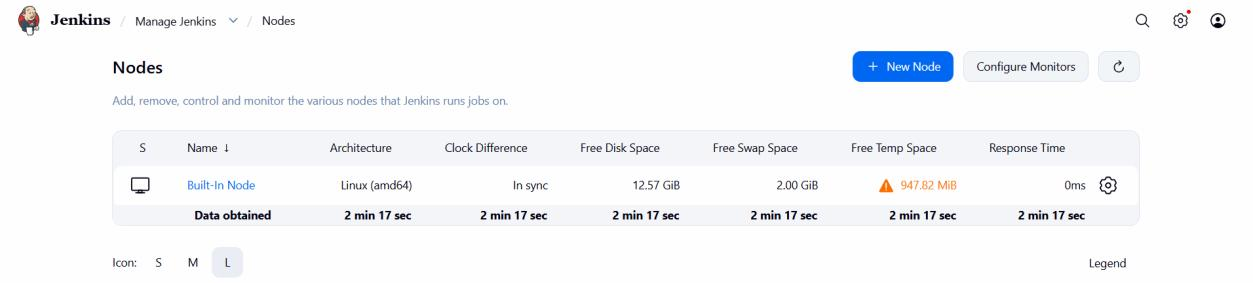 Jenkins / Manage Jenkins / Nodes
Nodes
+ New Node
Configure Monitors
Add, remove, control and monitor the various nodes that Jenkins runs jobs on.
S Name ↓ Architecture Clock Difference Free Disk Space Free Swap Space Free Temp Space Response Time
Built-In Node Linux (amd64) In sync 12.57 GiB 2.00 GiB 947.82 MiB 0ms
Data obtained 2 min 17 sec 2 min 17 sec 2 min 17 sec 2 min 17 sec 2 min 17 sec 2 min 17 sec
Icon: S M L Legend